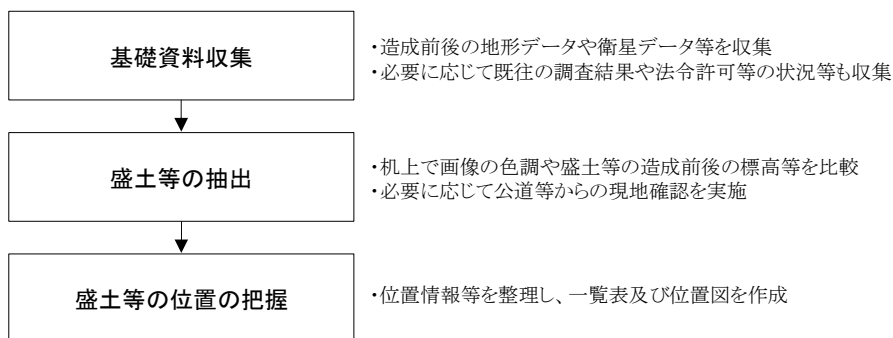 基礎資料収集
・造成前後の地形データや衛星データ等を収集
・必要に応じて既往の調査結果や法令許可等の状況等も収集
盛土等の抽出
・机上で画像の色調や盛土等の造成前後の標高等を比較
・必要に応じて公道等からの現地確認を実施
盛土等の位置の把握
・位置情報等を整理し、一覧表及び位置図を作成